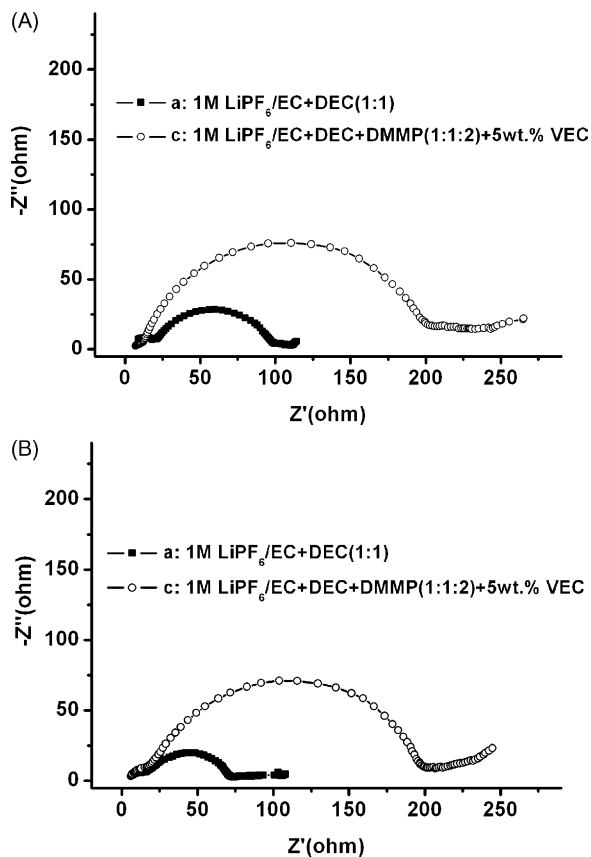 (A)
200
150
100
50
0
-Z''(ohm)
a: 1M LiPF6/EC+DEC(1:1)
c: 1M LiPF6/EC+DEC+DMMP(1:1:2)+5wt.% VEC
0 50 100 150 200 250
Z'(ohm)
(B)
200
150
100
50
0
-Z''(ohm)
a: 1M LiPF6/EC+DEC(1:1)
c: 1M LiPF6/EC+DEC+DMMP(1:1:2)+5wt.% VEC
0 50 100 150 200 250
Z'(ohm)